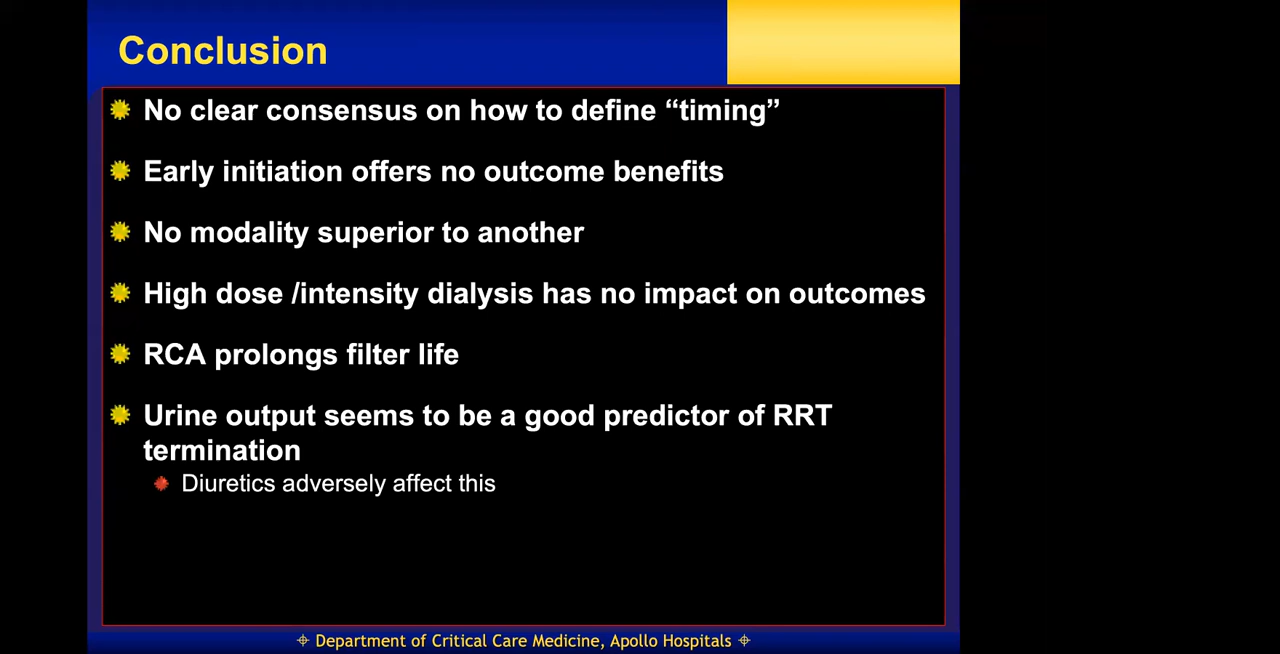 Conclusion
No clear consensus on how to define “timing”
Early initiation offers no outcome benefits
No modality superior to another
High dose /intensity dialysis has no impact on outcomes
RCA prolongs filter life
Urine output seems to be a good predictor of RRT
termination
Diuretics adversely affect this
Department of Critical Care Medicine, Apollo Hospitals